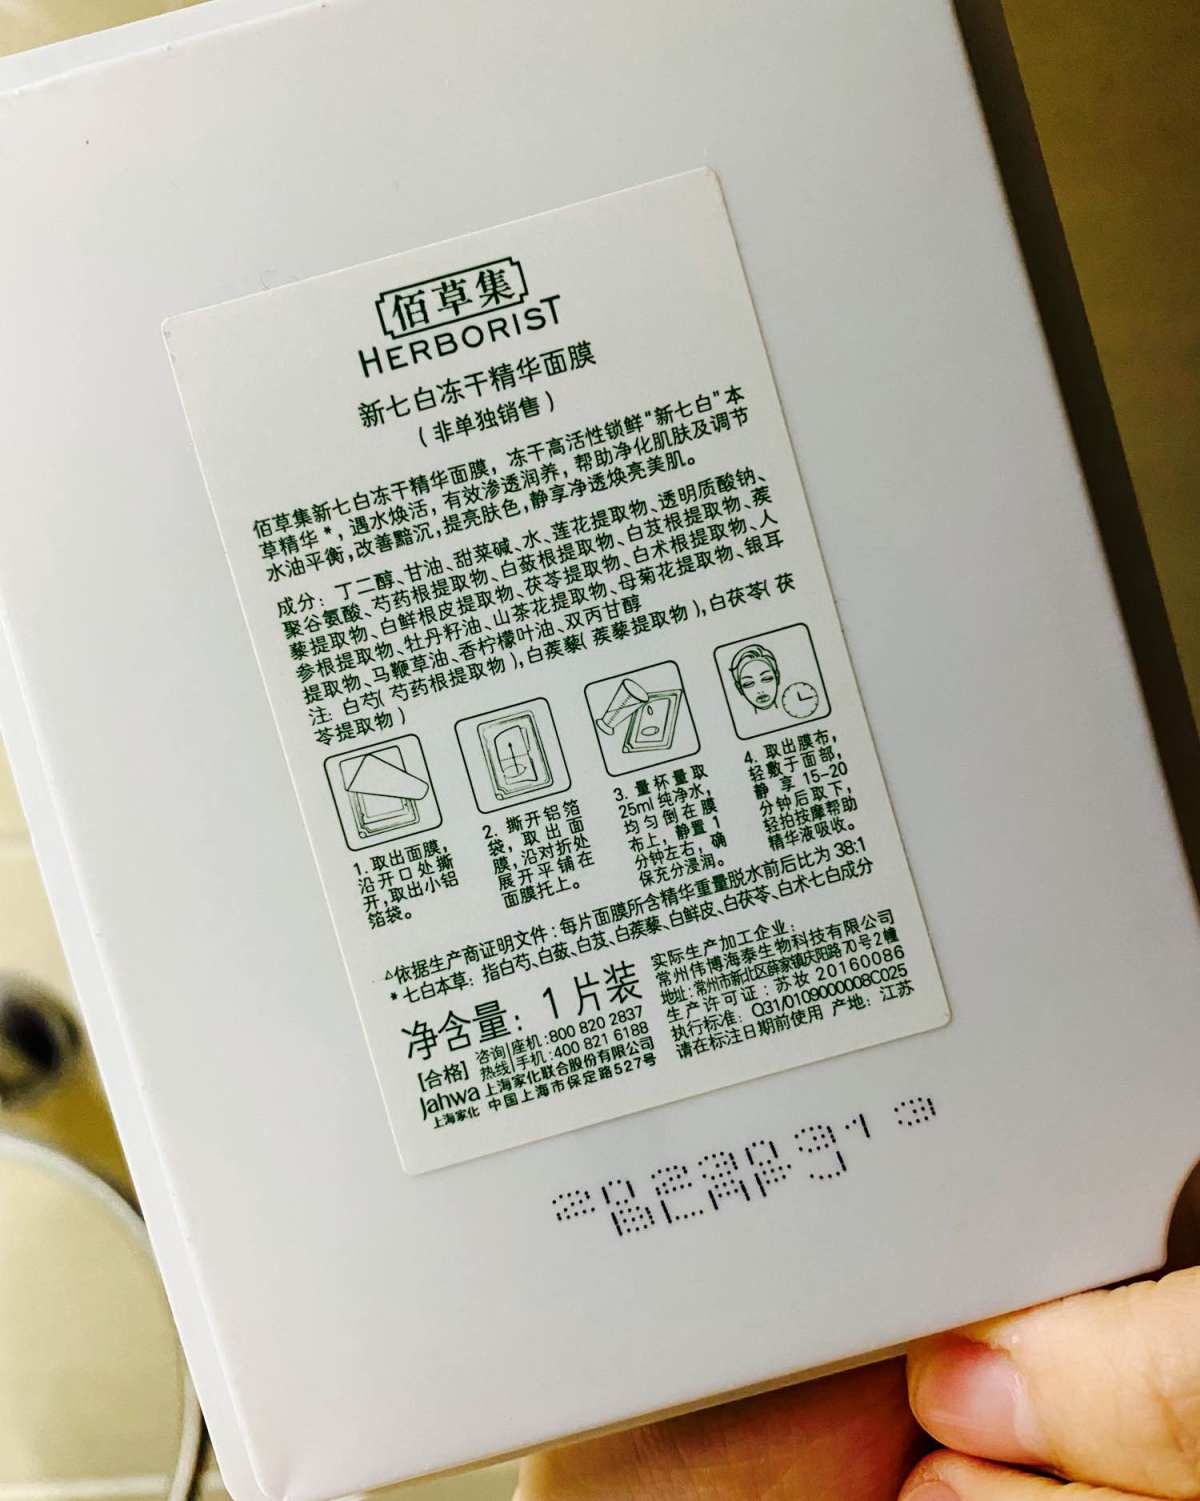 佰草集
HERBORIST
新七白冻干精华面膜
(非单独销售)
佰草集新七白冻干精华面膜，冻干高活性锁鲜"新七白"本
草精华*，遇水焕活，有效渗透润养，帮助净化肌肤及调节
水油平衡，改善黯沉，提亮肤色，静享净透焕亮美肌。
成分：丁二醇、甘油、甜菜碱、水、莲花提取物、透明质酸钠、
聚谷氨酸、芍药根提取物、白蔹根提取物、白芨根提取物、蒺
藜提取物、白鲜根皮提取物、茯苓提取物、白术根提取物、人
参根提取物、牡丹籽油、山茶花提取物、母菊花提取物、银耳
提取物、马鞭草油、香柠檬叶油、双丙甘醇
注：白芍(芍药根提取物),白蒺藜(蒺藜提取物),白茯苓(茯
苓提取物)
1. 取出面膜，
沿开口处撕
开，取出小铝
箔袋。
2. 撕开铝箔
袋，取出面
膜，沿对折处
展开平铺在
面膜托上。
3. 量杯量取
25ml纯净水，
均匀倒在膜
布上，静置1
分钟左右，确
保充分浸润。
4. 取出膜布，
轻敷于面部，
静享15-20
分钟后取下，
轻拍按摩帮助
精华液吸收。
△依据生产商证明文件：每片面膜所含精华重量脱水前后比为38:1
*七白本草：指白芍、白蔹、白芨、白蒺藜、白鲜皮、白茯苓、白术七白成分
净含量：1片装
[合格]
咨询|座机:800 820 2837
热线|手机:400 821 6188
Jahwa 上海家化联合股份有限公司
上海家化 中国上海市保定路527号
实际生产加工企业：
常州伟博海泰生物科技有限公司
地址：常州市新北区薛家镇庆阳路70号2幢
生产许可证：苏妆20160086
执行标准：Q31/0109000008C025
请在标注日期前使用 产地：江苏